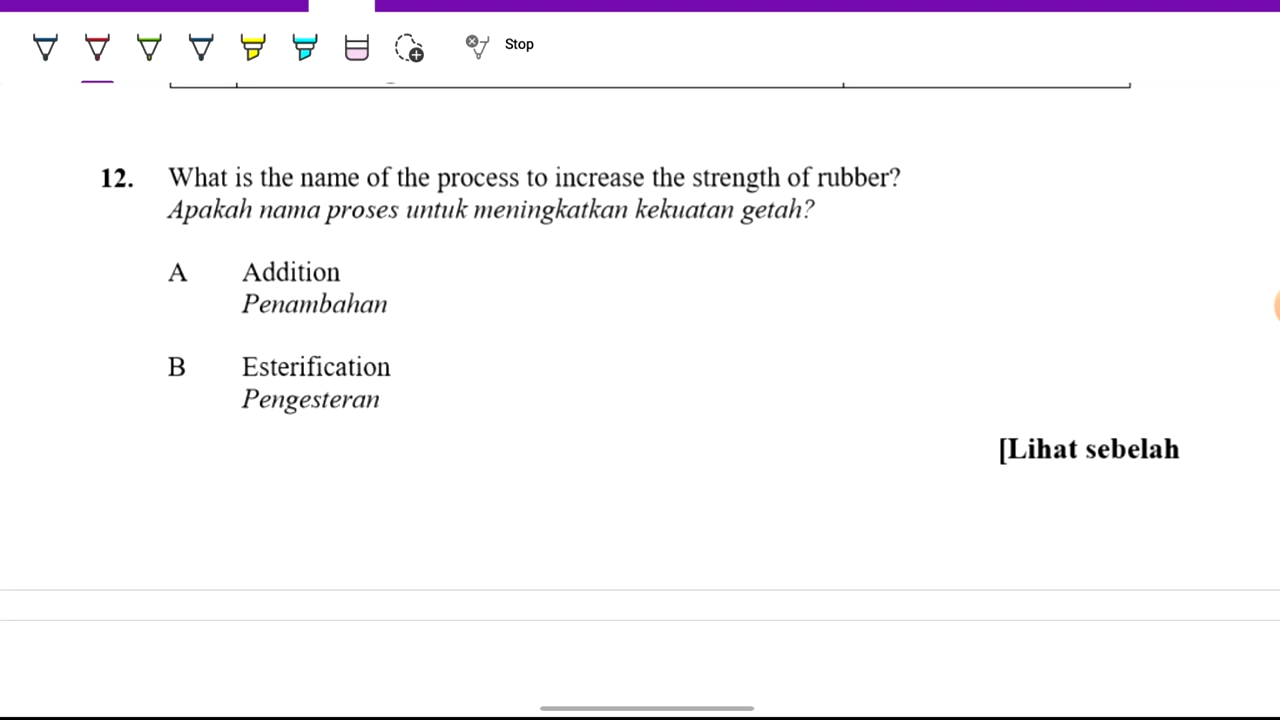 Stop
12. What is the name of the process to increase the strength of rubber?
Apakah nama proses untuk meningkatkan kekuatan getah?
A Addition
Penambahan
B Esterification
Pengesteran
[Lihat sebelah